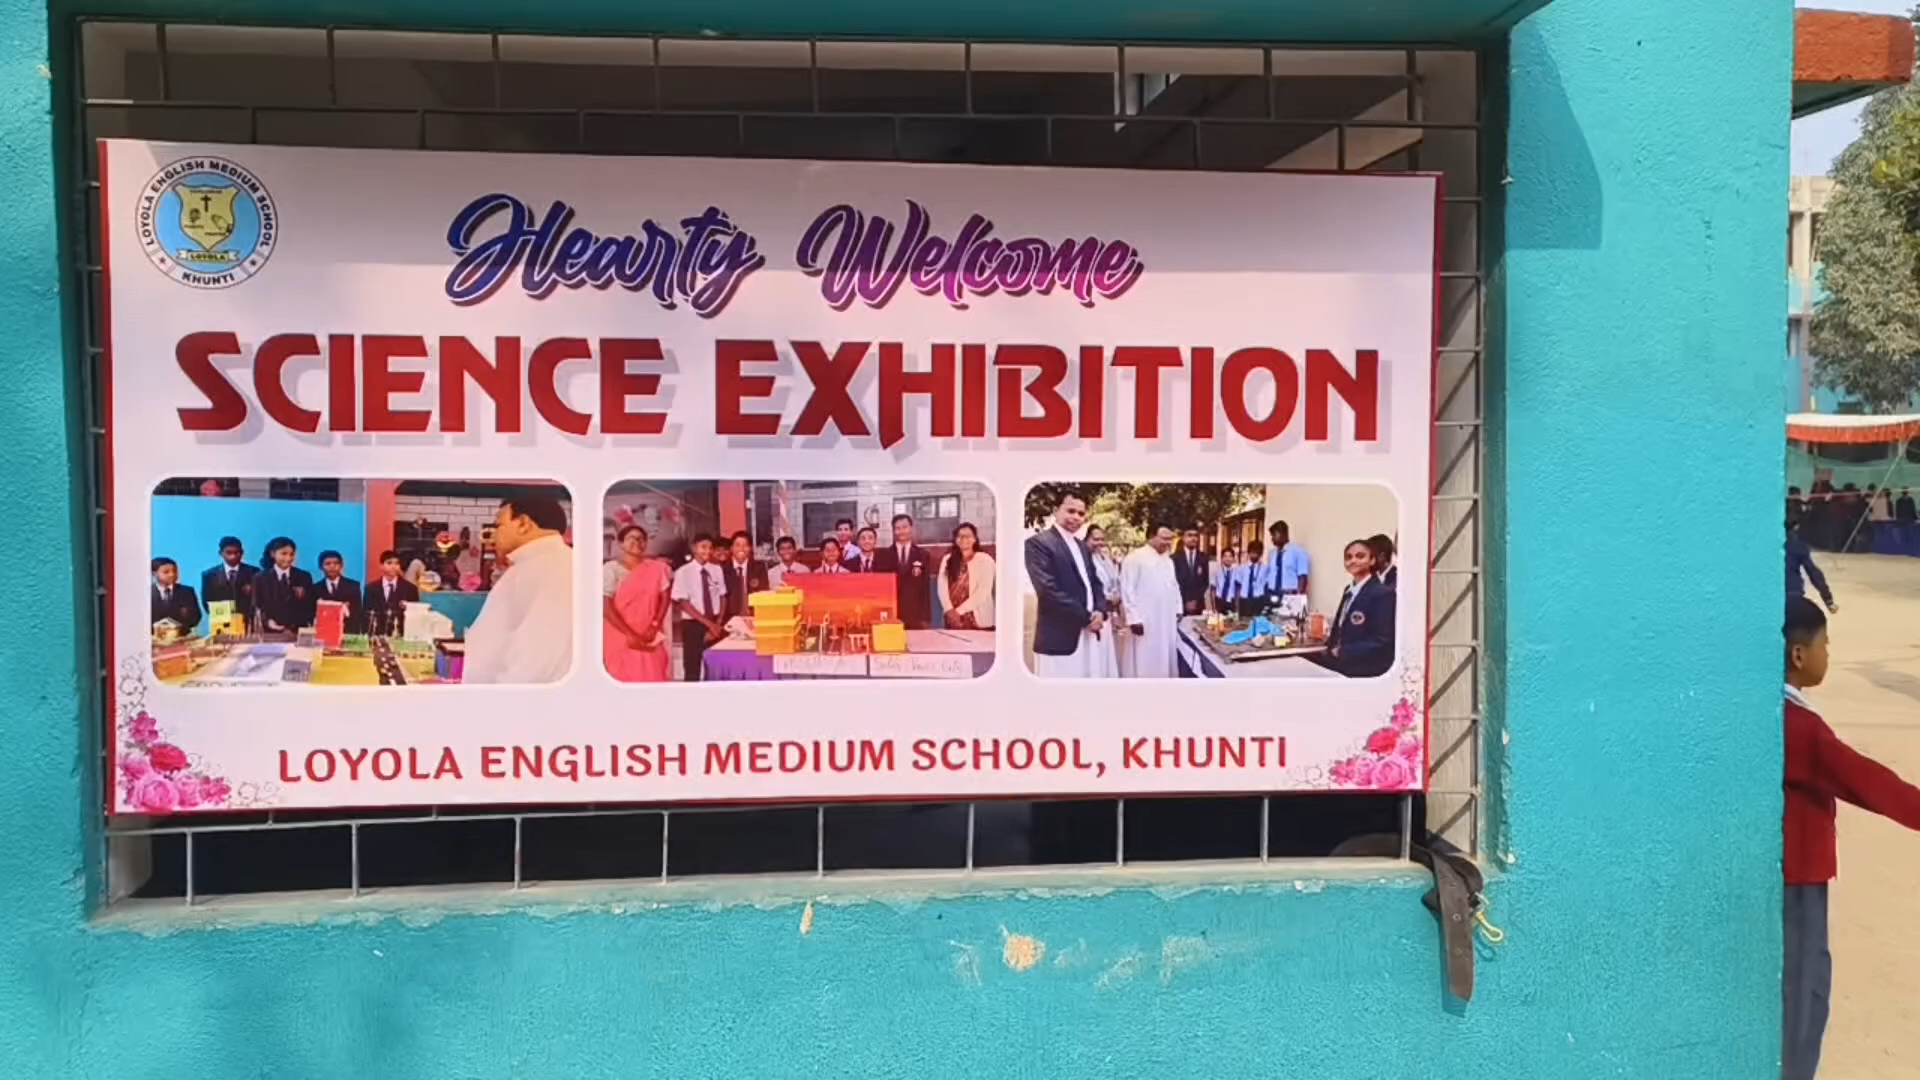 LOYOLA ENGLISH MEDIUM SCHOOL
LOYOLA
KHUNTI
Hearty Welcome
SCIENCE EXHIBITION
LOYOLA ENGLISH MEDIUM SCHOOL, KHUNTI